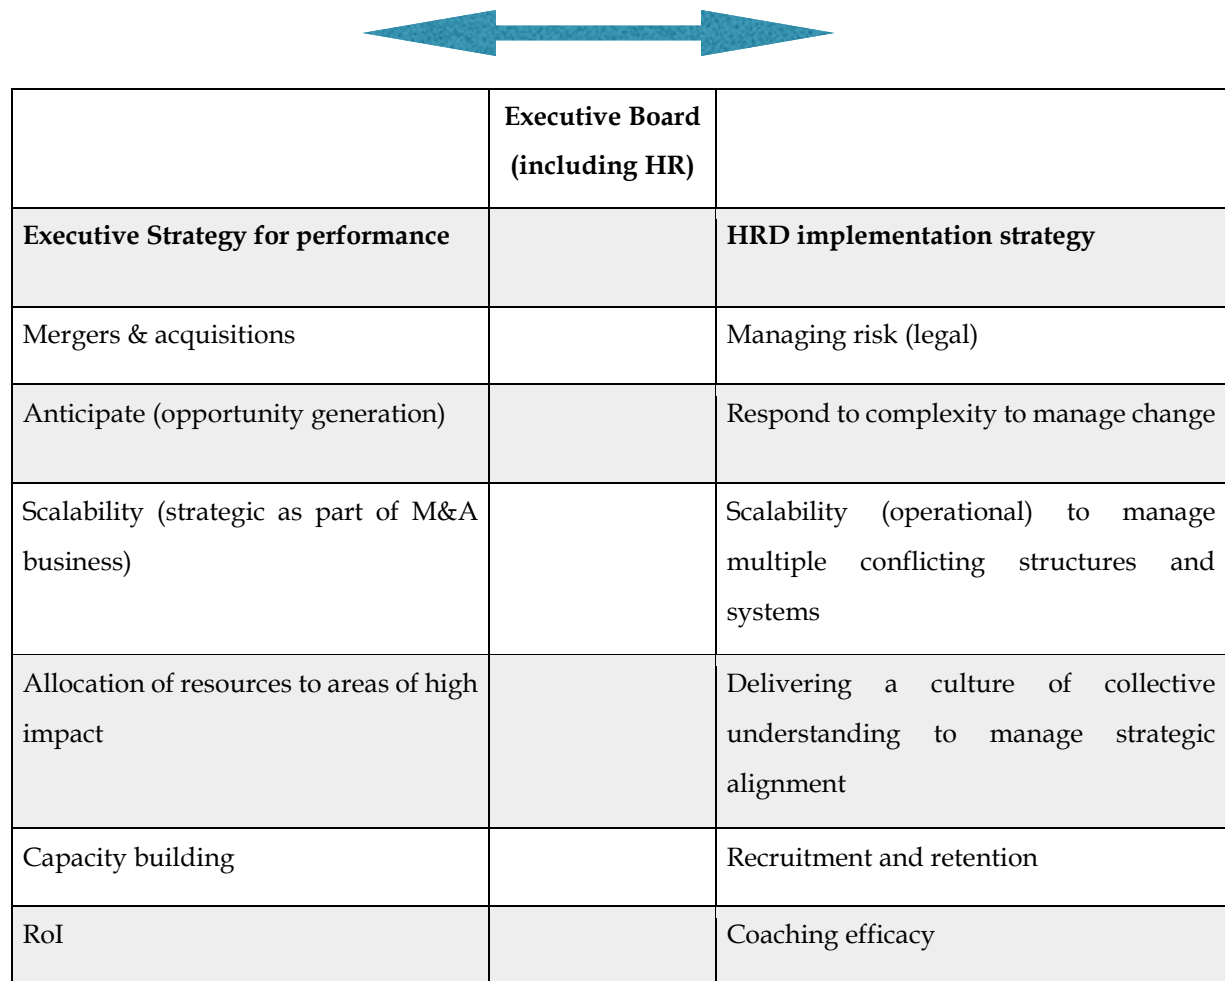 Executive Board
(including HR)
Executive Strategy for performance
HRD implementation strategy
Mergers & acquisitions
Managing risk (legal)
Anticipate (opportunity generation)
Respond to complexity to manage change
Scalability (strategic as part of M&A
business)
Scalability (operational) to manage
multiple conflicting structures and
systems
Allocation of resources to areas of high
impact
Delivering a culture of collective
understanding to manage strategic
alignment
Capacity building
Recruitment and retention
RoI
Coaching efficacy